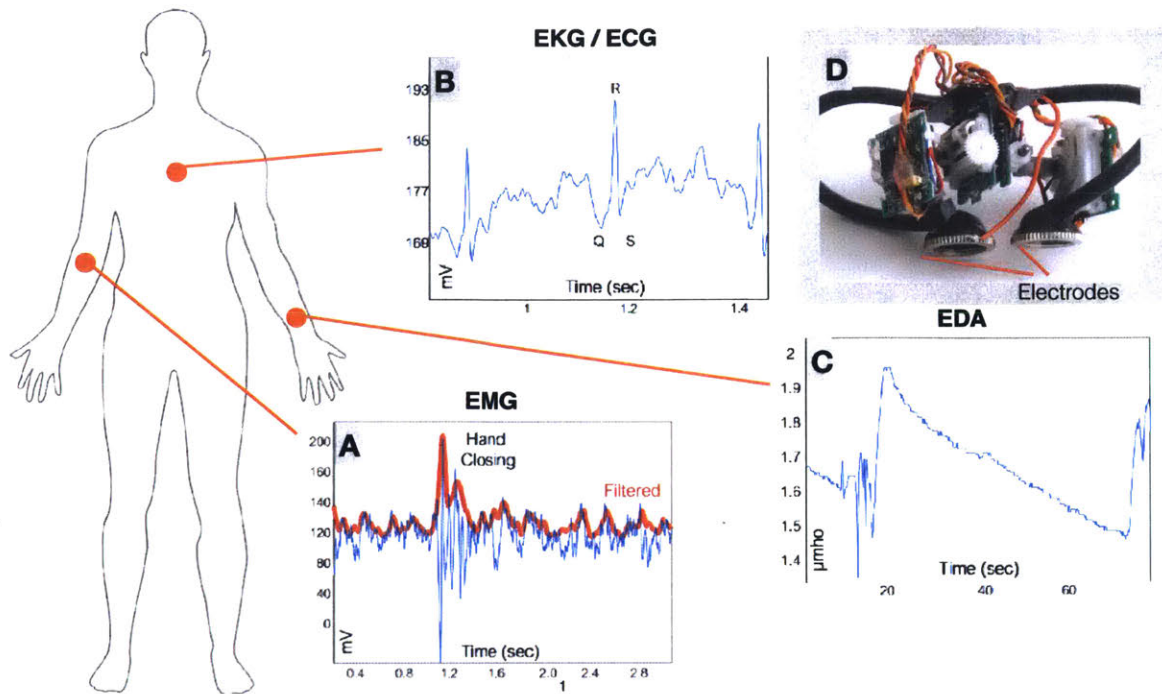 EKG / ECG
B
193
185
177
169
mV
R
Q
S
Time (sec)
1
1.2
1.4
D
Electrodes
EDA
C
2
1.9
1.8
1.7
1.6
1.5
1.4
µmho
Time (sec)
20
40
60
EMG
A
200
160
140
120
80
40
0
mV
Hand
Closing
Filtered
Time (sec)
0.4
0.8
1.2
1.6
2.0
2.4
2.8
1